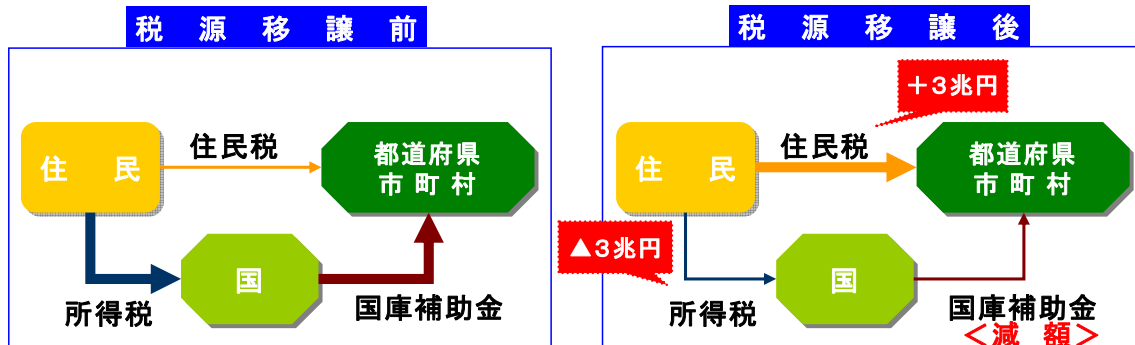 税源移譲前
住民税
住民
都道府県
市町村
国
所得税
国庫補助金
税源移譲後
+3兆円
住民税
住民
都道府県
市町村
▲3兆円
国
所得税
国庫補助金
<減額>